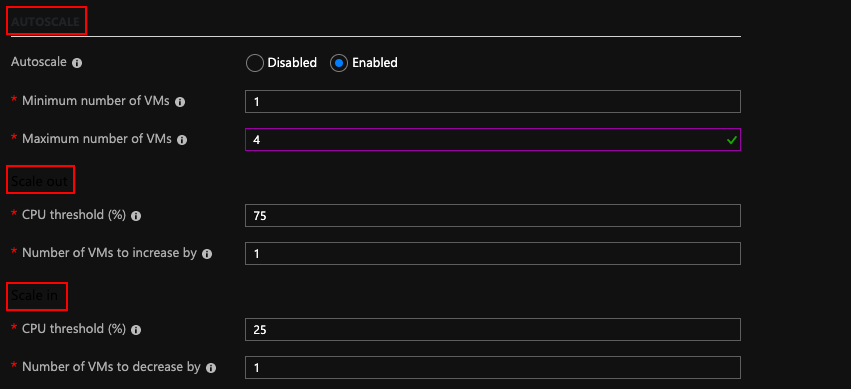 AUTOSCALE
Autoscale Disabled Enabled
* Minimum number of VMs 1
* Maximum number of VMs 4
Scale out
* CPU threshold (%) 75
* Number of VMs to increase by 1
Scale in
* CPU threshold (%) 25
* Number of VMs to decrease by 1